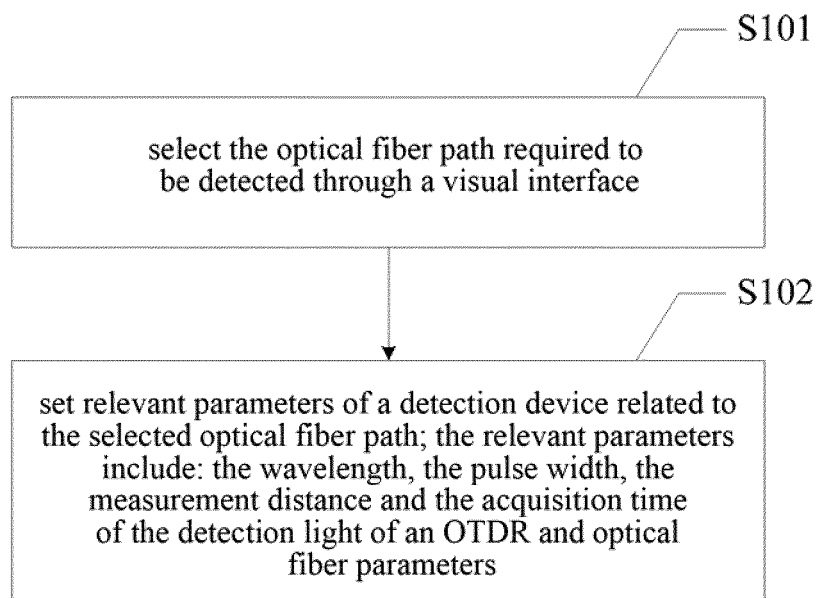 S101
select the optical fiber path required to
be detected through a visual interface
S102
set relevant parameters of a detection device related to
the selected optical fiber path; the relevant parameters
include: the wavelength, the pulse width, the
measurement distance and the acquisition time
of the detection light of an OTDR and optical
fiber parameters